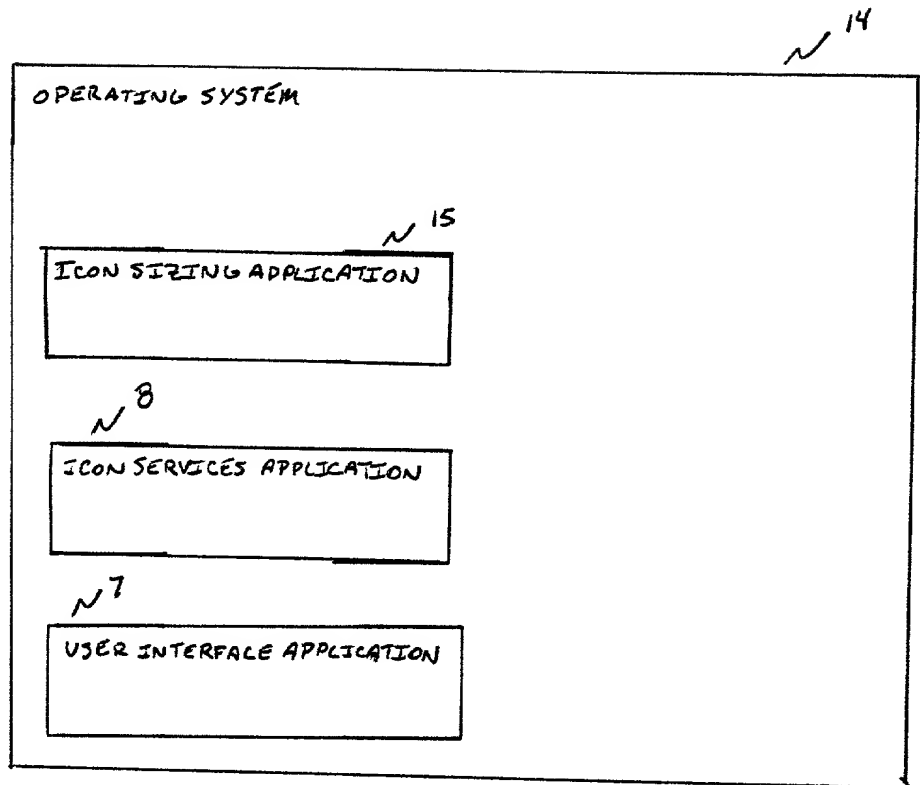 14
OPERATING SYSTEM
15
ICON SIZING APPLICATION
8
ICON SERVICES APPLICATION
7
USER INTERFACE APPLICATION